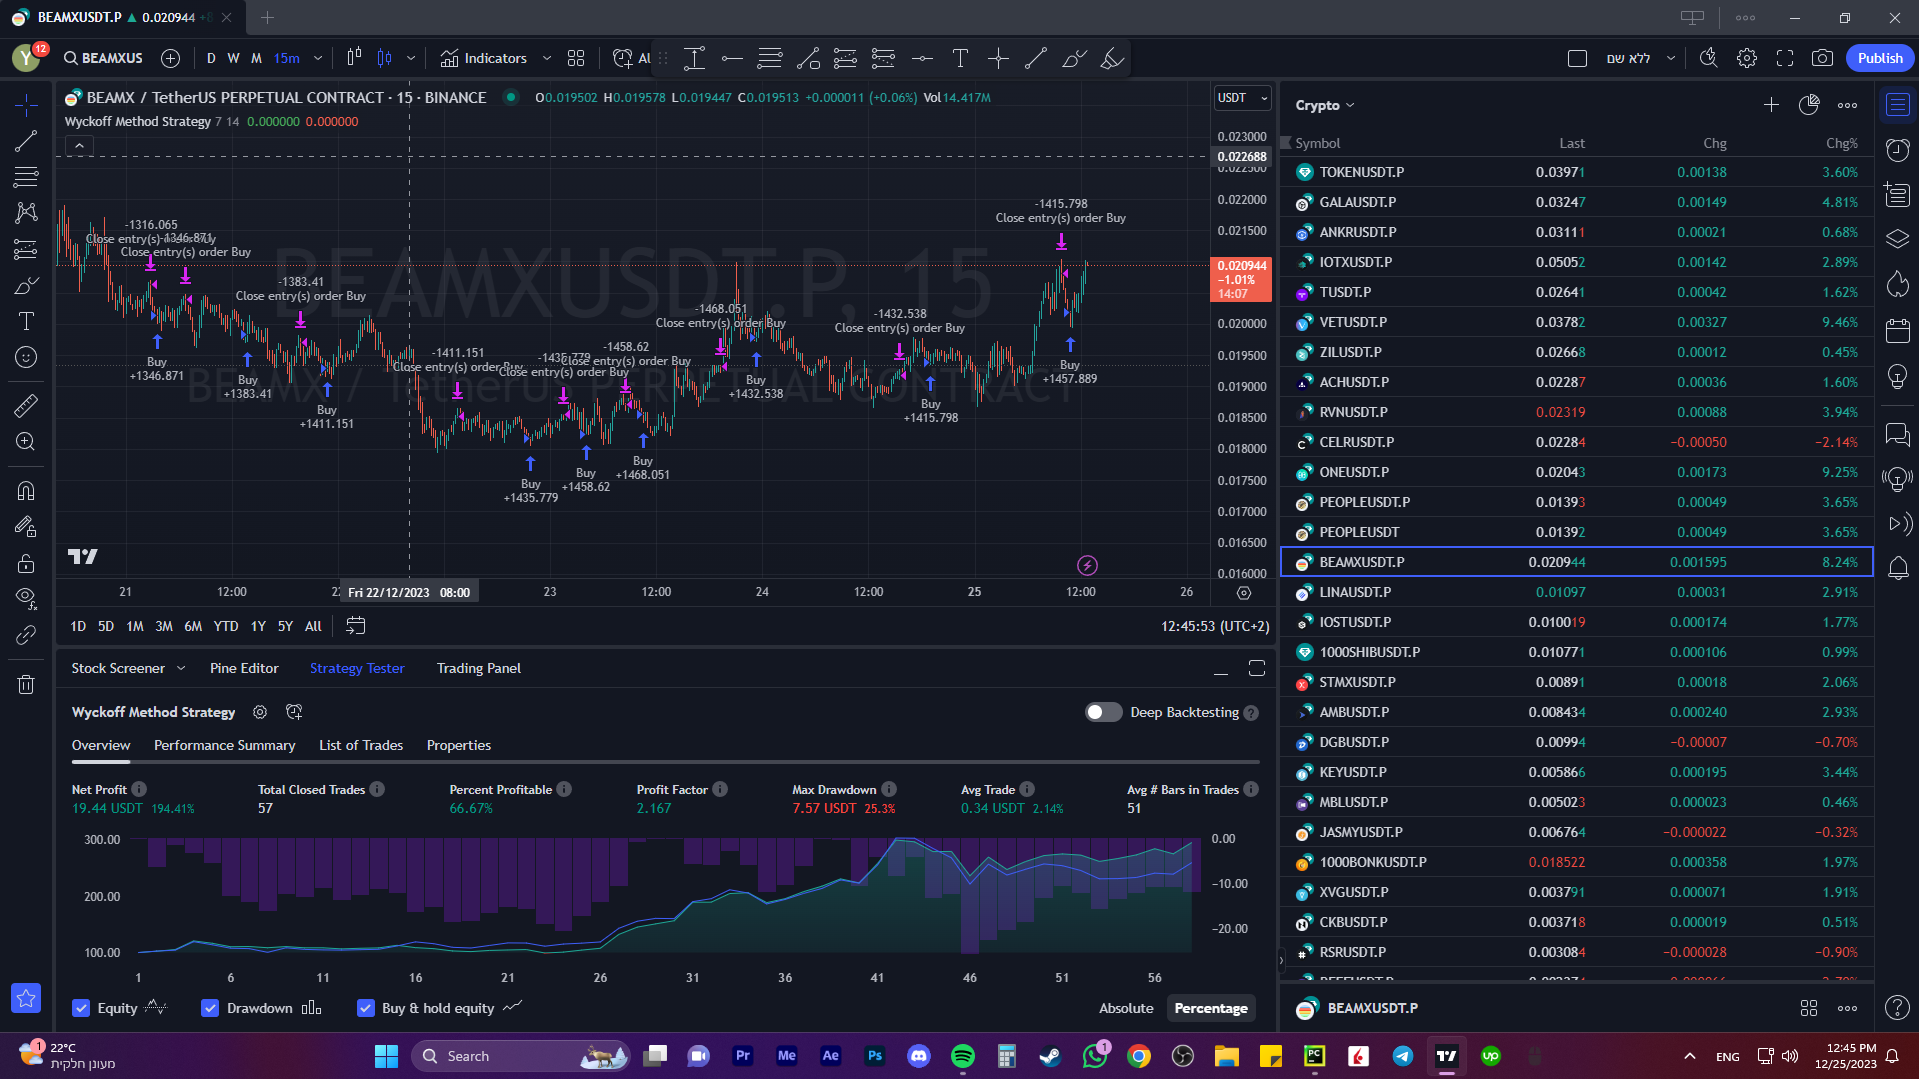 BEAMXUSDT.P ▲ 0.020944 +8
Y 12 BEAMXUS D W M 15m Indicators Al ללא שם Publish
BEAMX / TetherUS PERPETUAL CONTRACT · 15 · BINANCE O0.019502 H0.019578 L0.019447 C0.019513 +0.000011 (+0.06%) Vol14.417M
Wyckoff Method Strategy 7 14 0.000000 0.000000
USDT
0.023000
0.022688
0.022500
0.022000
0.021500
0.020944
−1.01%
14:07
0.020000
0.019500
0.019000
0.018500
0.018000
0.017500
0.017000
0.016500
0.016000
BEAMXUSDT.P, 15
BEAMX / TetherUS PERPETUAL CONTRACT
-1316.065
Close entry(s) order Buy
-1346.871
Close entry(s) order Buy
-1383.41
Close entry(s) order Buy
-1411.151
Close entry(s) order Buy
-1435.779
Close entry(s) order Buy
-1458.62
Close entry(s) order Buy
-1468.051
Close entry(s) order Buy
-1432.538
Close entry(s) order Buy
-1415.798
Close entry(s) order Buy
Buy
+1346.871
Buy
+1383.41
Buy
+1411.151
Buy
+1435.779
Buy
+1458.62
Buy
+1468.051
Buy
+1432.538
Buy
+1415.798
Buy
+1457.889
21 12:00 22 Fri 22/12/2023 08:00 23 12:00 24 12:00 25 12:00 26
1D 5D 1M 3M 6M YTD 1Y 5Y All 12:45:53 (UTC+2)
Stock Screener Pine Editor Strategy Tester Trading Panel
Wyckoff Method Strategy Deep Backtesting
Overview Performance Summary List of Trades Properties
Net Profit Total Closed Trades Percent Profitable Profit Factor Max Drawdown Avg Trade Avg # Bars in Trades
19.44 USDT 194.41% 57 66.67% 2.167 7.57 USDT 25.3% 0.34 USDT 2.14% 51
300.00 0.00
200.00 −10.00
100.00 −20.00
1 6 11 16 21 26 31 36 41 46 51 56
Equity Drawdown Buy & hold equity Absolute Percentage
Crypto
Symbol Last Chg Chg%
TOKENUSDT.P 0.03971 0.00138 3.60%
GALAUSDT.P 0.03247 0.00149 4.81%
ANKRUSDT.P 0.03111 0.00021 0.68%
IOTXUSDT.P 0.05052 0.00142 2.89%
TUSDT.P 0.02641 0.00042 1.62%
VETUSDT.P 0.03782 0.00327 9.46%
ZILUSDT.P 0.02668 0.00012 0.45%
ACHUSDT.P 0.02287 0.00036 1.60%
RVNUSDT.P 0.02319 0.00088 3.94%
CELRUSDT.P 0.02284 −0.00050 −2.14%
ONEUSDT.P 0.02043 0.00173 9.25%
PEOPLEUSDT.P 0.01393 0.00049 3.65%
PEOPLEUSDT 0.01392 0.00049 3.65%
BEAMXUSDT.P 0.020944 0.001595 8.24%
LINAUSDT.P 0.01097 0.00031 2.91%
IOSTUSDT.P 0.010019 0.000174 1.77%
1000SHIBUSDT.P 0.010771 0.000106 0.99%
STMXUSDT.P 0.00891 0.00018 2.06%
AMBUSDT.P 0.008434 0.000240 2.93%
DGBUSDT.P 0.00994 −0.00007 −0.70%
KEYUSDT.P 0.005866 0.000195 3.44%
MBLUSDT.P 0.005023 0.000023 0.46%
JASMYUSDT.P 0.006764 −0.000022 −0.32%
1000BONKUSDT.P 0.018522 0.000358 1.97%
XVGUSDT.P 0.003791 0.000071 1.91%
CKBUSDT.P 0.003718 0.000019 0.51%
RSRUSDT.P 0.003084 −0.000028 −0.90%
BEAMXUSDT.P
1 22°C
מעונן חלקית
Search Pr Me Ae Ps PC 1 up
ENG
12:45 PM
12/25/2023